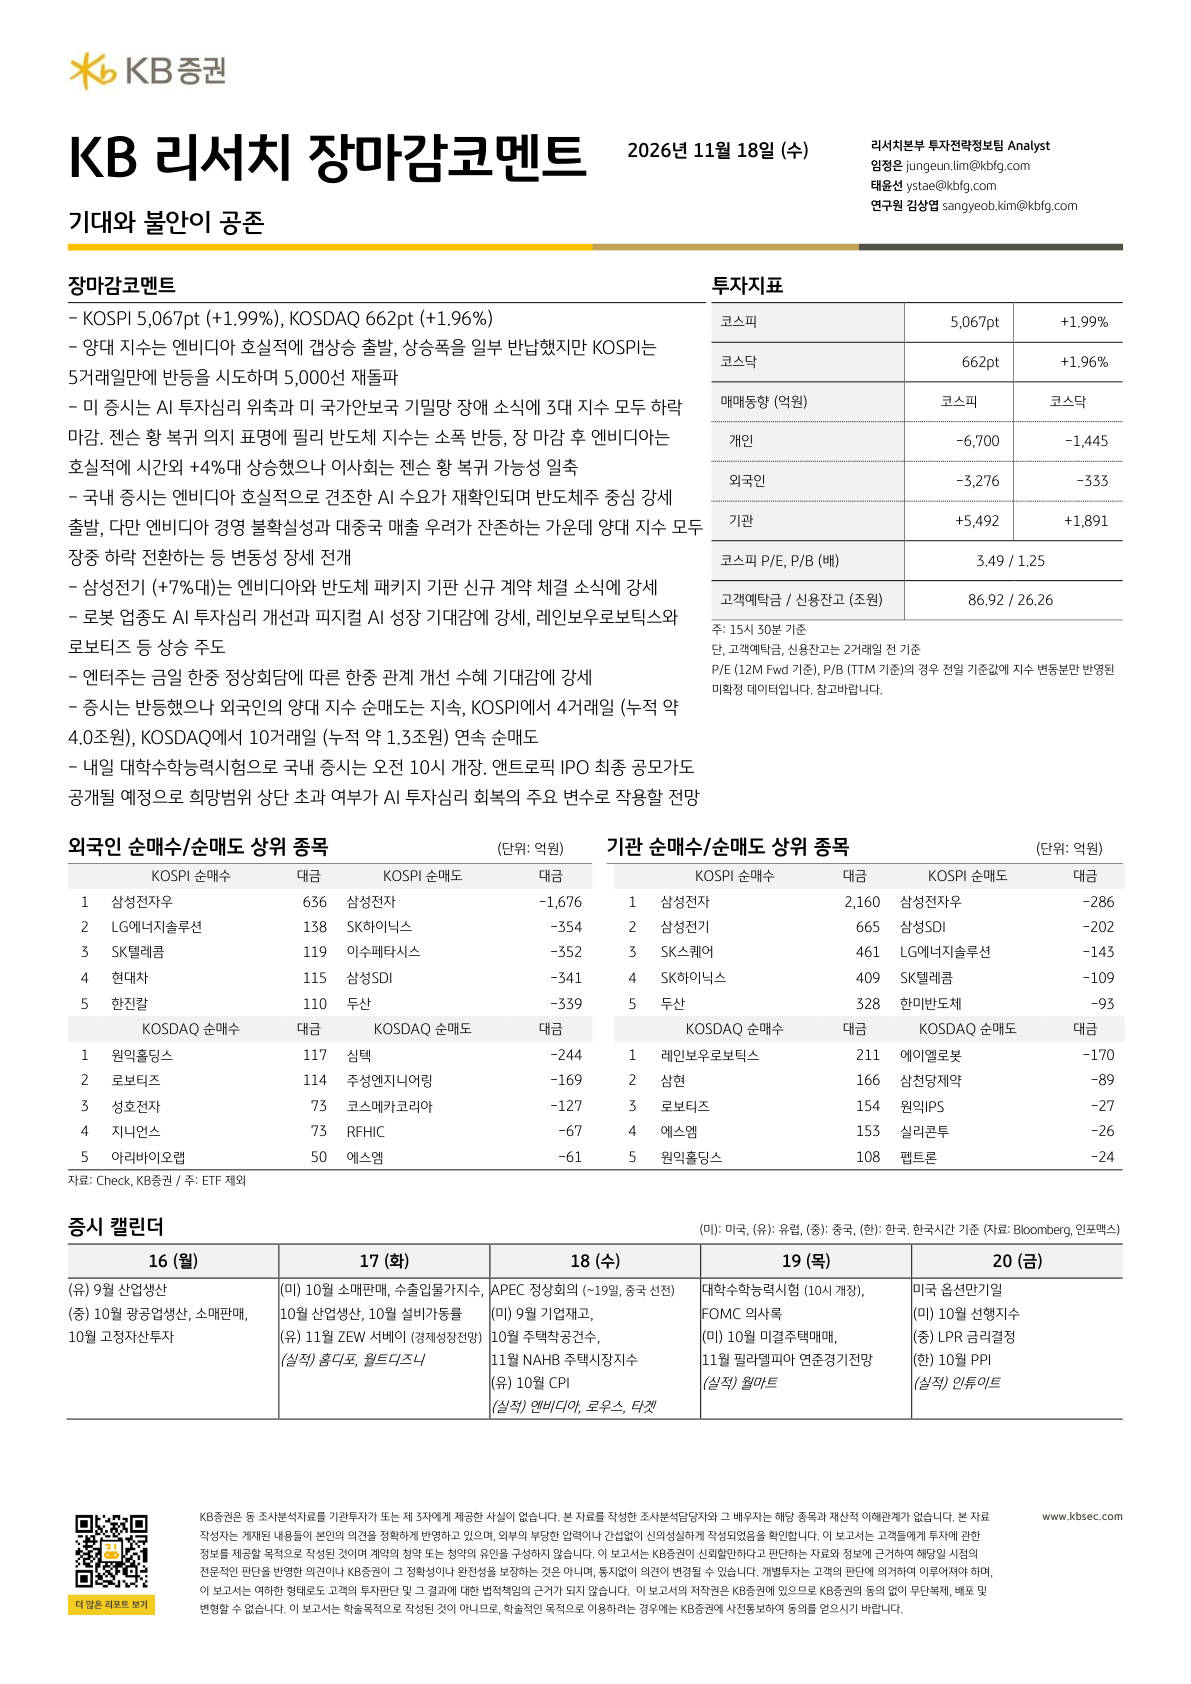 KB증권
KB 리서치 장마감코멘트
2026년 11월 18일 (수)
리서치본부 투자전략정보팀 Analyst
임정은 jungeun.lim@kbfg.com
태윤선 ystae@kbfg.com
연구원 김상엽 sangyeob.kim@kbfg.com
기대와 불안이 공존
장마감코멘트
- KOSPI 5,067pt (+1.99%), KOSDAQ 662pt (+1.96%)
- 양대 지수는 엔비디아 호실적에 갭상승 출발, 상승폭을 일부 반납했지만 KOSPI는
5거래일만에 반등을 시도하며 5,000선 재돌파
- 미 증시는 AI 투자심리 위축과 미 국가안보국 기밀망 장애 소식에 3대 지수 모두 하락
마감. 젠슨 황 복귀 의지 표명에 필리 반도체 지수는 소폭 반등, 장 마감 후 엔비디아는
호실적에 시간외 +4%대 상승했으나 이사회는 젠슨 황 복귀 가능성 일축
- 국내 증시는 엔비디아 호실적으로 견조한 AI 수요가 재확인되며 반도체주 중심 강세
출발, 다만 엔비디아 경영 불확실성과 대중국 매출 우려가 잔존하는 가운데 양대 지수 모두
장중 하락 전환하는 등 변동성 장세 전개
- 삼성전기 (+7%대)는 엔비디아와 반도체 패키지 기판 신규 계약 체결 소식에 강세
- 로봇 업종도 AI 투자심리 개선과 피지컬 AI 성장 기대감에 강세, 레인보우로보틱스와
로보티즈 등 상승 주도
- 엔터주는 금일 한중 정상회담에 따른 한중 관계 개선 수혜 기대감에 강세
- 증시는 반등했으나 외국인의 양대 지수 순매도는 지속, KOSPI에서 4거래일 (누적 약
4.0조원), KOSDAQ에서 10거래일 (누적 약 1.3조원) 연속 순매도
- 내일 대학수학능력시험으로 국내 증시는 오전 10시 개장. 앤트로픽 IPO 최종 공모가도
공개될 예정으로 희망범위 상단 초과 여부가 AI 투자심리 회복의 주요 변수로 작용할 전망
투자지표
코스피 5,067pt +1.99%
코스닥 662pt +1.96%
매매동향 (억원) 코스피 코스닥
개인 -6,700 -1,445
외국인 -3,276 -333
기관 +5,492 +1,891
코스피 P/E, P/B (배) 3.49 / 1.25
고객예탁금 / 신용잔고 (조원) 86.92 / 26.26
주: 15시 30분 기준
단, 고객예탁금, 신용잔고는 2거래일 전 기준
P/E (12M Fwd 기준), P/B (TTM 기준)의 경우 전일 기준값에 지수 변동분만 반영된
미확정 데이터입니다. 참고바랍니다.
외국인 순매수/순매도 상위 종목 (단위: 억원)
KOSPI 순매수 대금 KOSPI 순매도 대금
1 삼성전자우 636 삼성전자 -1,676
2 LG에너지솔루션 138 SK하이닉스 -354
3 SK텔레콤 119 이수페타시스 -352
4 현대차 115 삼성SDI -341
5 한진칼 110 두산 -339
KOSDAQ 순매수 대금 KOSDAQ 순매도 대금
1 원익홀딩스 117 심텍 -244
2 로보티즈 114 주성엔지니어링 -169
3 성호전자 73 코스메카코리아 -127
4 지니언스 73 RFHIC -67
5 아리바이오랩 50 에스엠 -61
자료: Check, KB증권 / 주: ETF 제외
기관 순매수/순매도 상위 종목 (단위: 억원)
KOSPI 순매수 대금 KOSPI 순매도 대금
1 삼성전자 2,160 삼성전자우 -286
2 삼성전기 665 삼성SDI -202
3 SK스퀘어 461 LG에너지솔루션 -143
4 SK하이닉스 409 SK텔레콤 -109
5 두산 328 한미반도체 -93
KOSDAQ 순매수 대금 KOSDAQ 순매도 대금
1 레인보우로보틱스 211 에이엘로봇 -170
2 삼현 166 삼천당제약 -89
3 로보티즈 154 원익IPS -27
4 에스엠 153 실리콘투 -26
5 원익홀딩스 108 펩트론 -24
증시 캘린더
(미): 미국, (유): 유럽, (중): 중국, (한): 한국. 한국시간 기준 (자료: Bloomberg, 인포맥스)
16 (월) 17 (화) 18 (수) 19 (목) 20 (금)
(유) 9월 산업생산
(중) 10월 광공업생산, 소매판매,
10월 고정자산투자
(미) 10월 소매판매, 수출입물가지수,
10월 산업생산, 10월 설비가동률
(유) 11월 ZEW 서베이 (경제성장전망)
(실적) 홈디포, 월트디즈니
APEC 정상회의 (~19일, 중국 선전)
(미) 9월 기업재고,
10월 주택착공건수,
11월 NAHB 주택시장지수
(유) 10월 CPI
(실적) 엔비디아, 로우스, 타겟
대학수학능력시험 (10시 개장),
FOMC 의사록
(미) 10월 미결주택매매,
11월 필라델피아 연준경기전망
(실적) 월마트
미국 옵션만기일
(미) 10월 선행지수
(중) LPR 금리결정
(한) 10월 PPI
(실적) 인튜이트
더 많은 리포트 보기
KB증권은 동 조사분석자료를 기관투자가 또는 제 3자에게 제공한 사실이 없습니다. 본 자료를 작성한 조사분석담당자와 그 배우자는 해당 종목과 재산적 이해관계가 없습니다. 본 자료
작성자는 게재된 내용들이 본인의 의견을 정확하게 반영하고 있으며, 외부의 부당한 압력이나 간섭없이 신의성실하게 작성되었음을 확인합니다. 이 보고서는 고객들에게 투자에 관한
정보를 제공할 목적으로 작성된 것이며 계약의 청약 또는 청약의 유인을 구성하지 않습니다. 이 보고서는 KB증권이 신뢰할만하다고 판단하는 자료와 정보에 근거하여 해당일 시점의
전문적인 판단을 반영한 의견이나 KB증권이 그 정확성이나 완전성을 보장하는 것은 아니며, 통지없이 의견이 변경될 수 있습니다. 개별투자는 고객의 판단에 의거하여 이루어져야 하며,
이 보고서는 여하한 형태로도 고객의 투자판단 및 그 결과에 대한 법적책임의 근거가 되지 않습니다. 이 보고서의 저작권은 KB증권에 있으므로 KB증권의 동의 없이 무단복제, 배포 및
변형할 수 없습니다. 이 보고서는 학술목적으로 작성된 것이 아니므로, 학술적인 목적으로 이용하려는 경우에는 KB증권에 사전통보하여 동의를 얻으시기 바랍니다.
www.kbsec.com